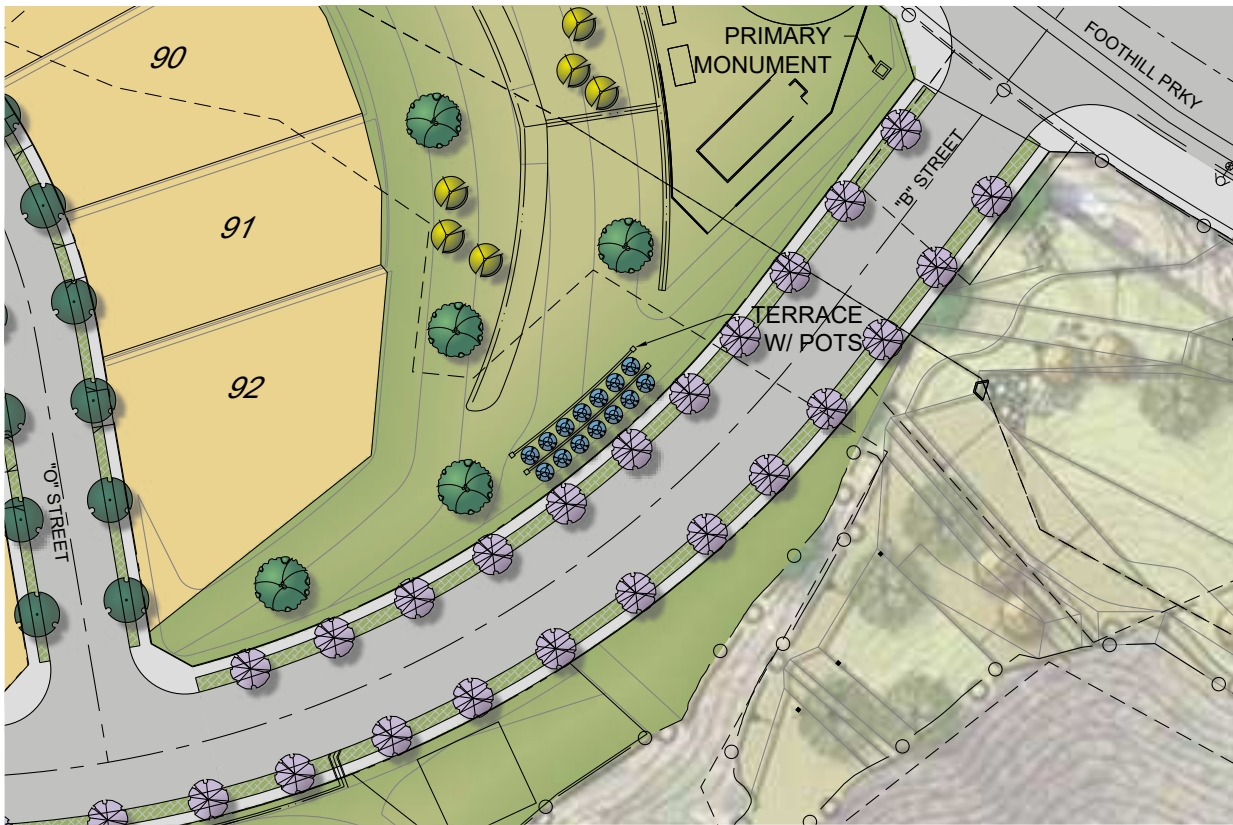 90
PRIMARY
MONUMENT
FOOTHILL PRKY
"B" STREET
91
TERRACE
W/ POTS
92
"O" STREET